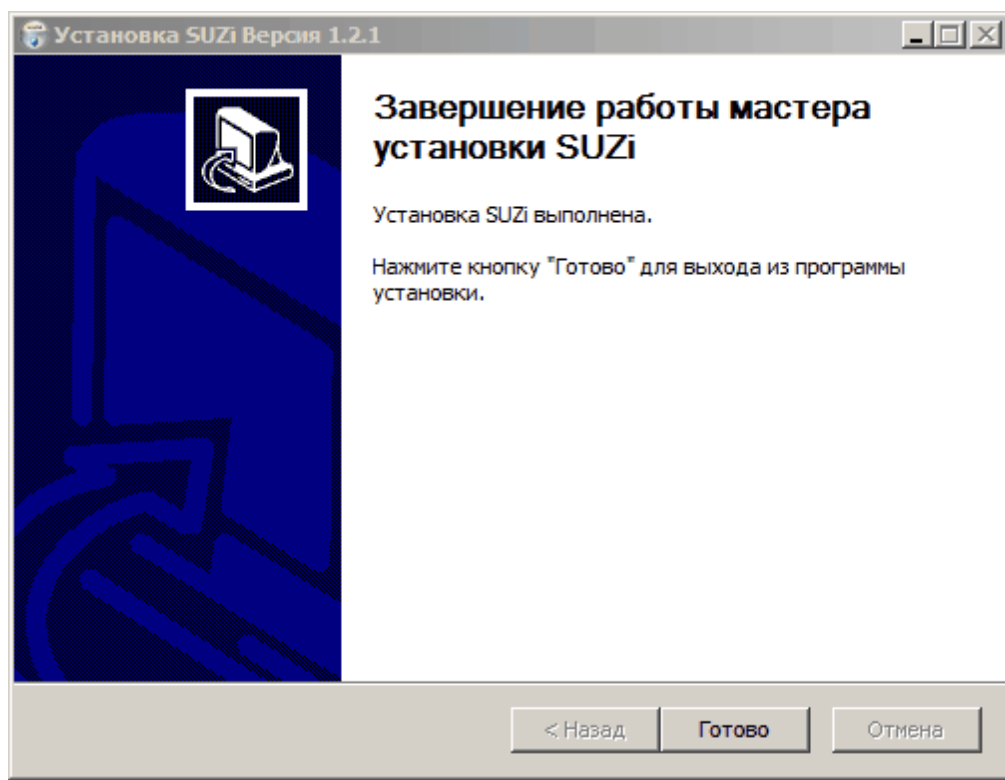 Установка SUZi Версия 1.2.1
Завершение работы мастера
установки SUZi
Установка SUZi выполнена.
Нажмите кнопку "Готово" для выхода из программы
установки.
< Назад
Готово
Отмена